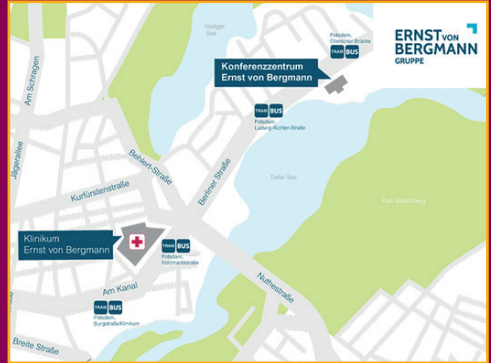 Heiliger
See
Potsdam,
Glienicker Brücke
TRAM BUS
ERNST VON
BERGMANN
GRUPPE
Konferenzzentrum
Ernst von Bergmann
Am Schragen
TRAM BUS
Potsdam,
Ludwig-Richter-Straße
Jägerallee
Behlert-Straße
Berliner Straße
Tiefer See
Kurfürstenstraße
Park Babelsberg
Klinikum
Ernst von Bergmann
TRAM BUS
Potsdam,
Holzmarktstraße
Am Kanal
Nuthestraße
TRAM BUS
Potsdam,
Burgstraße/Klinikum
Breite Straße